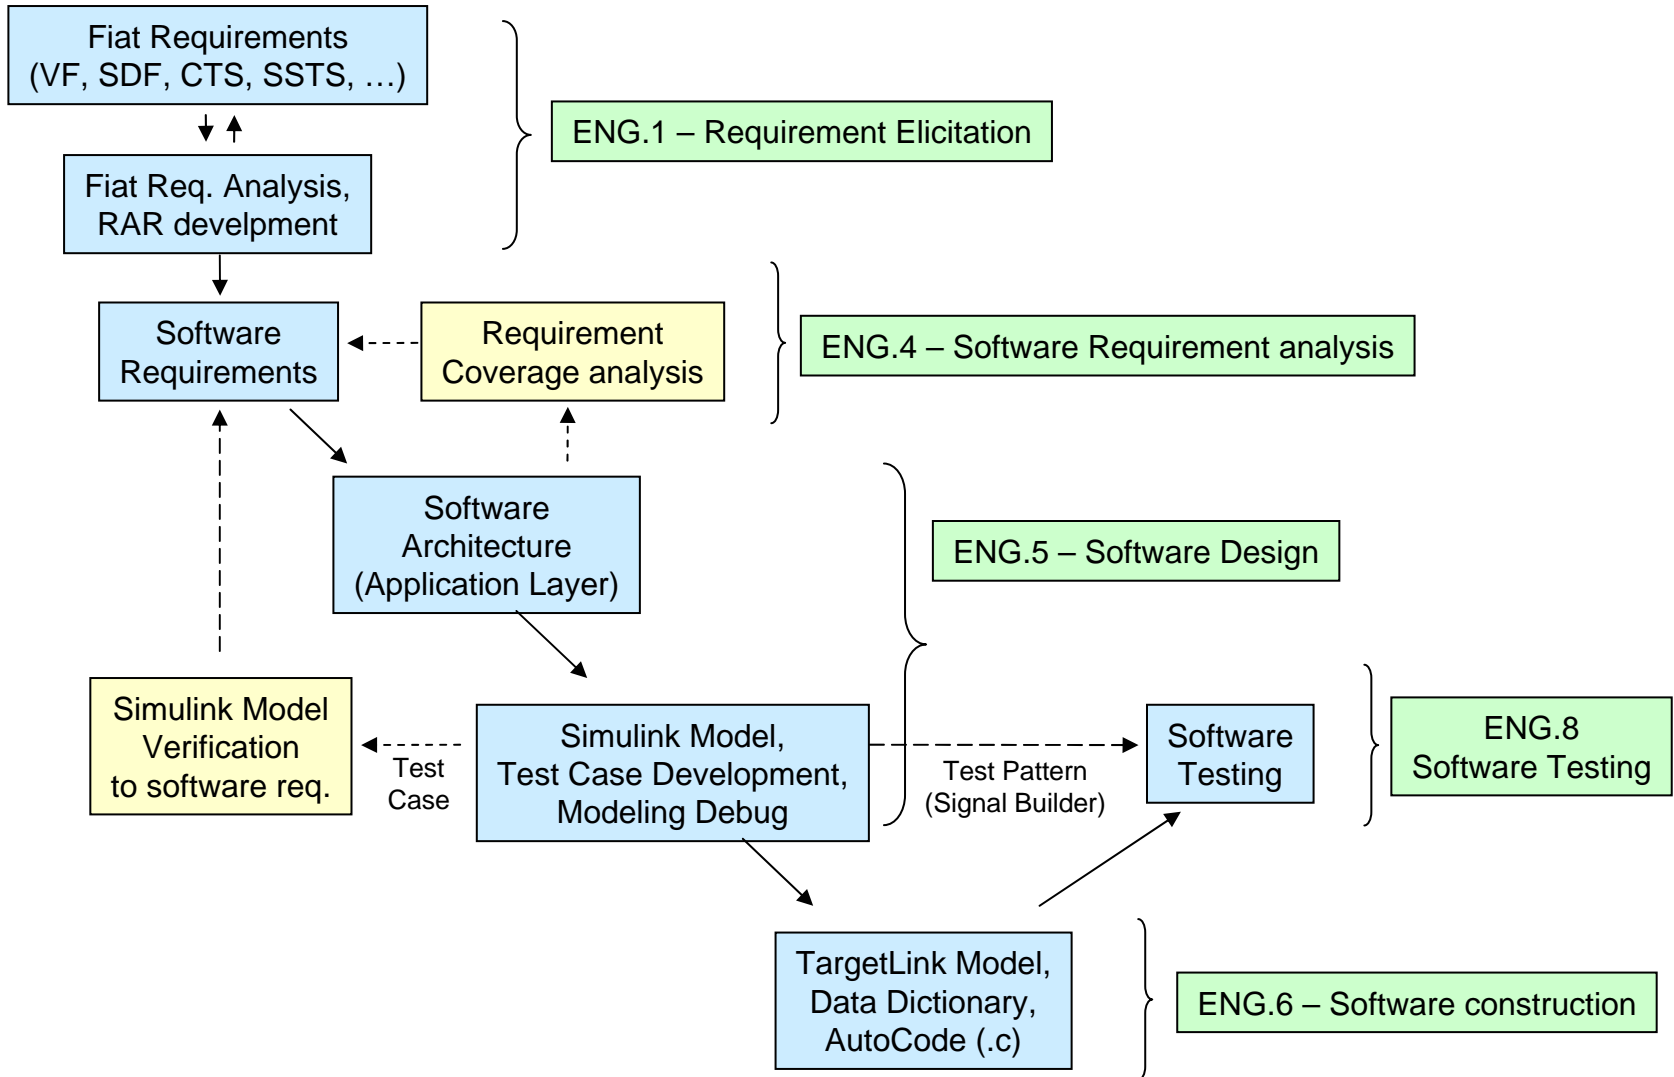 Fiat Requirements
(VF, SDF, CTS, SSTS, …)
ENG.1 – Requirement Elicitation
Fiat Req. Analysis,
RAR develpment
Software
Requirements
Requirement
Coverage analysis
ENG.4 – Software Requirement analysis
Software
Architecture
(Application Layer)
ENG.5 – Software Design
Simulink Model
Verification
to software req.
Test
Case
Simulink Model,
Test Case Development,
Modeling Debug
Test Pattern
(Signal Builder)
Software
Testing
ENG.8
Software Testing
TargetLink Model,
Data Dictionary,
AutoCode (.c)
ENG.6 – Software construction